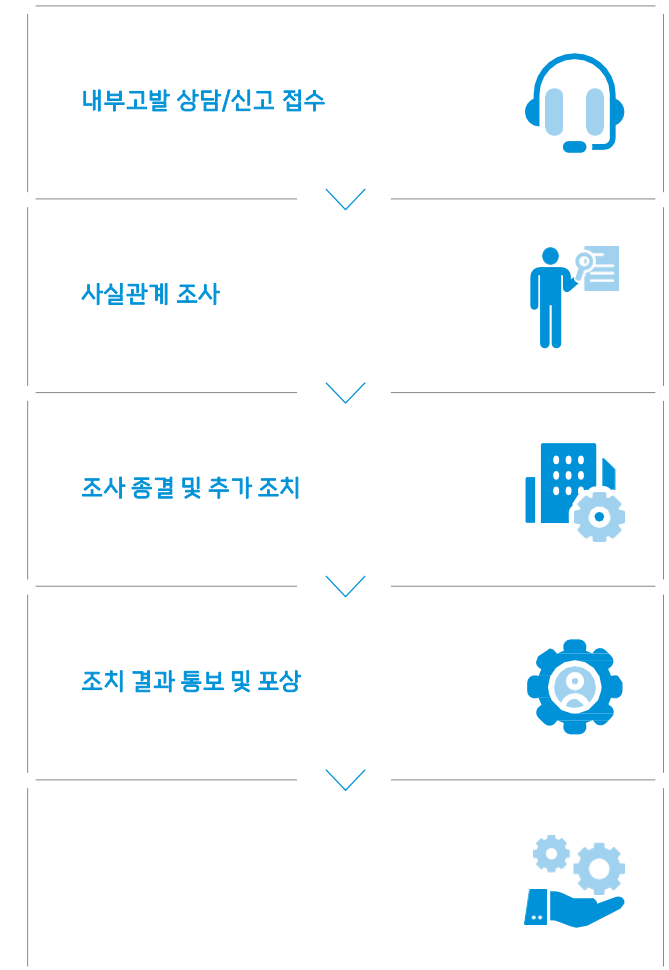 내부고발 상담/신고 접수
사실관계 조사
조사 종결 및 추가 조치
조치 결과 통보 및 포상